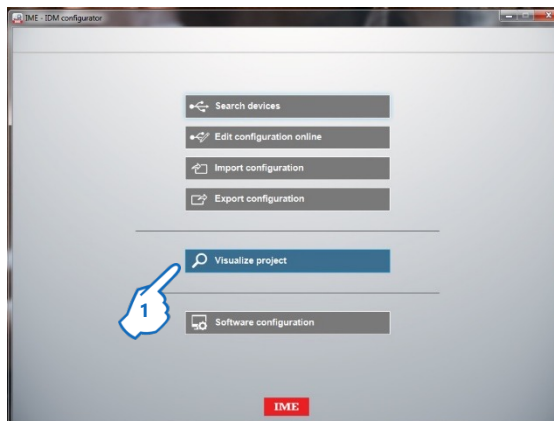 IME - IDM configurator
Search devices
Edit configuration online
Import configuration
Export configuration
Visualize project
1
Software configuration
IME